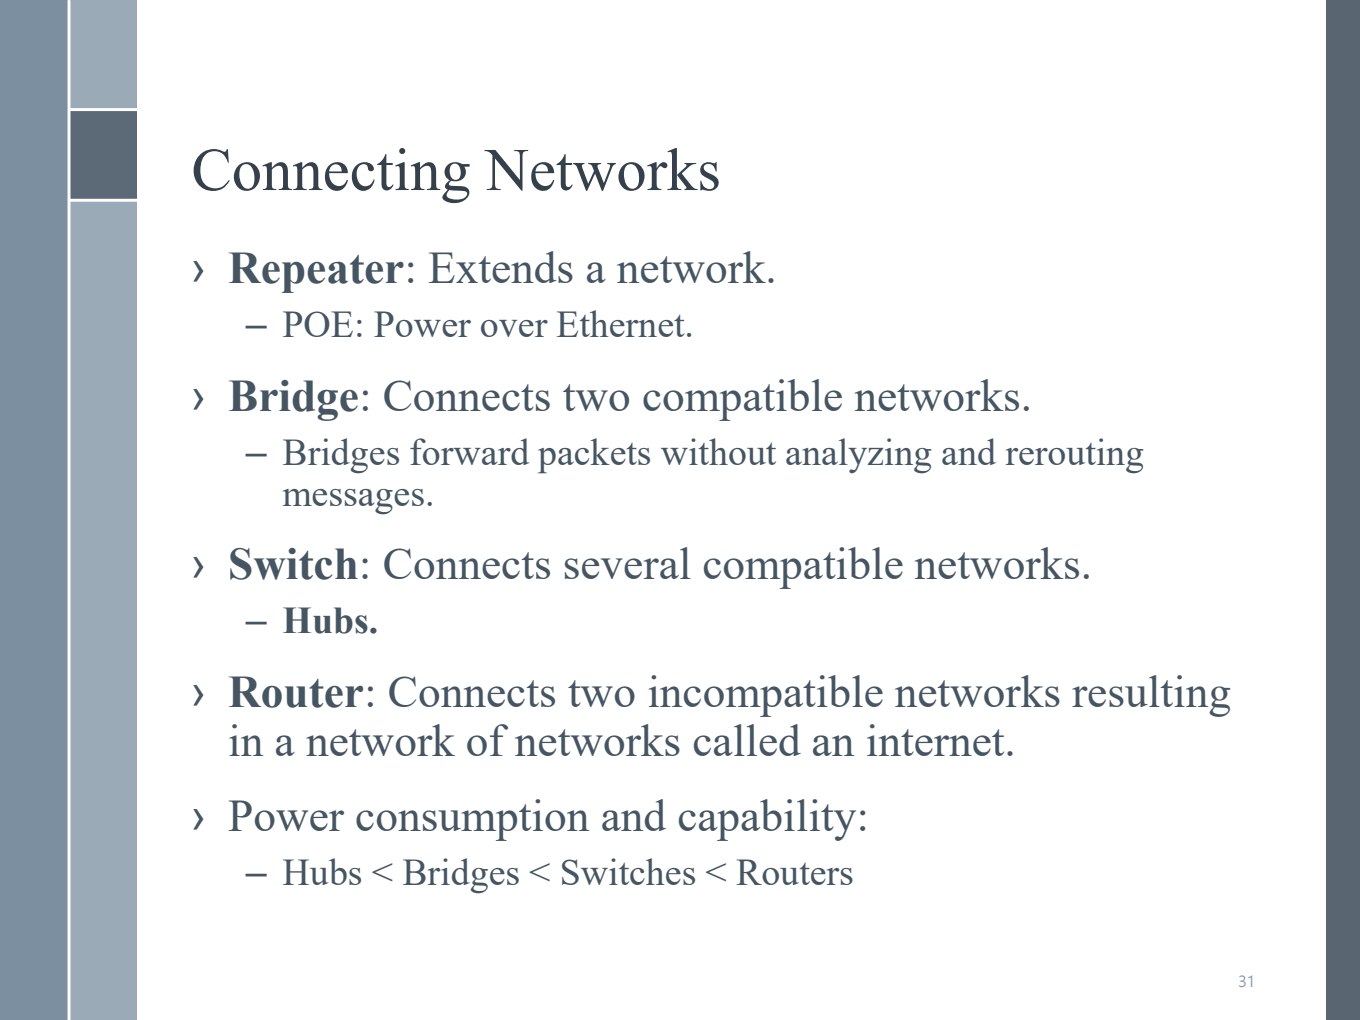 Connecting Networks
› Repeater: Extends a network.
– POE: Power over Ethernet.
› Bridge: Connects two compatible networks.
– Bridges forward packets without analyzing and rerouting
messages.
› Switch: Connects several compatible networks.
– Hubs.
› Router: Connects two incompatible networks resulting
in a network of networks called an internet.
› Power consumption and capability:
– Hubs < Bridges < Switches < Routers
31